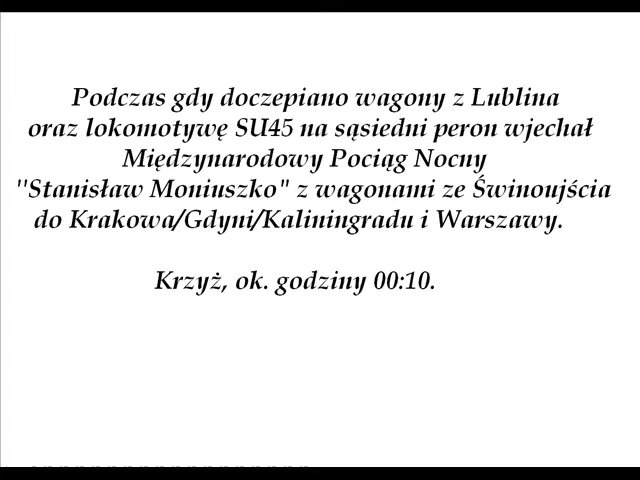 Podczas gdy doczepiano wagony z Lublina
oraz lokomotywę SU45 na sąsiedni peron wjechał
Międzynarodowy Pociąg Nocny
"Stanisław Moniuszko" z wagonami ze Świnoujścia
do Krakowa/Gdyni/Kaliningradu i Warszawy.
Krzyż, ok. godziny 00:10.